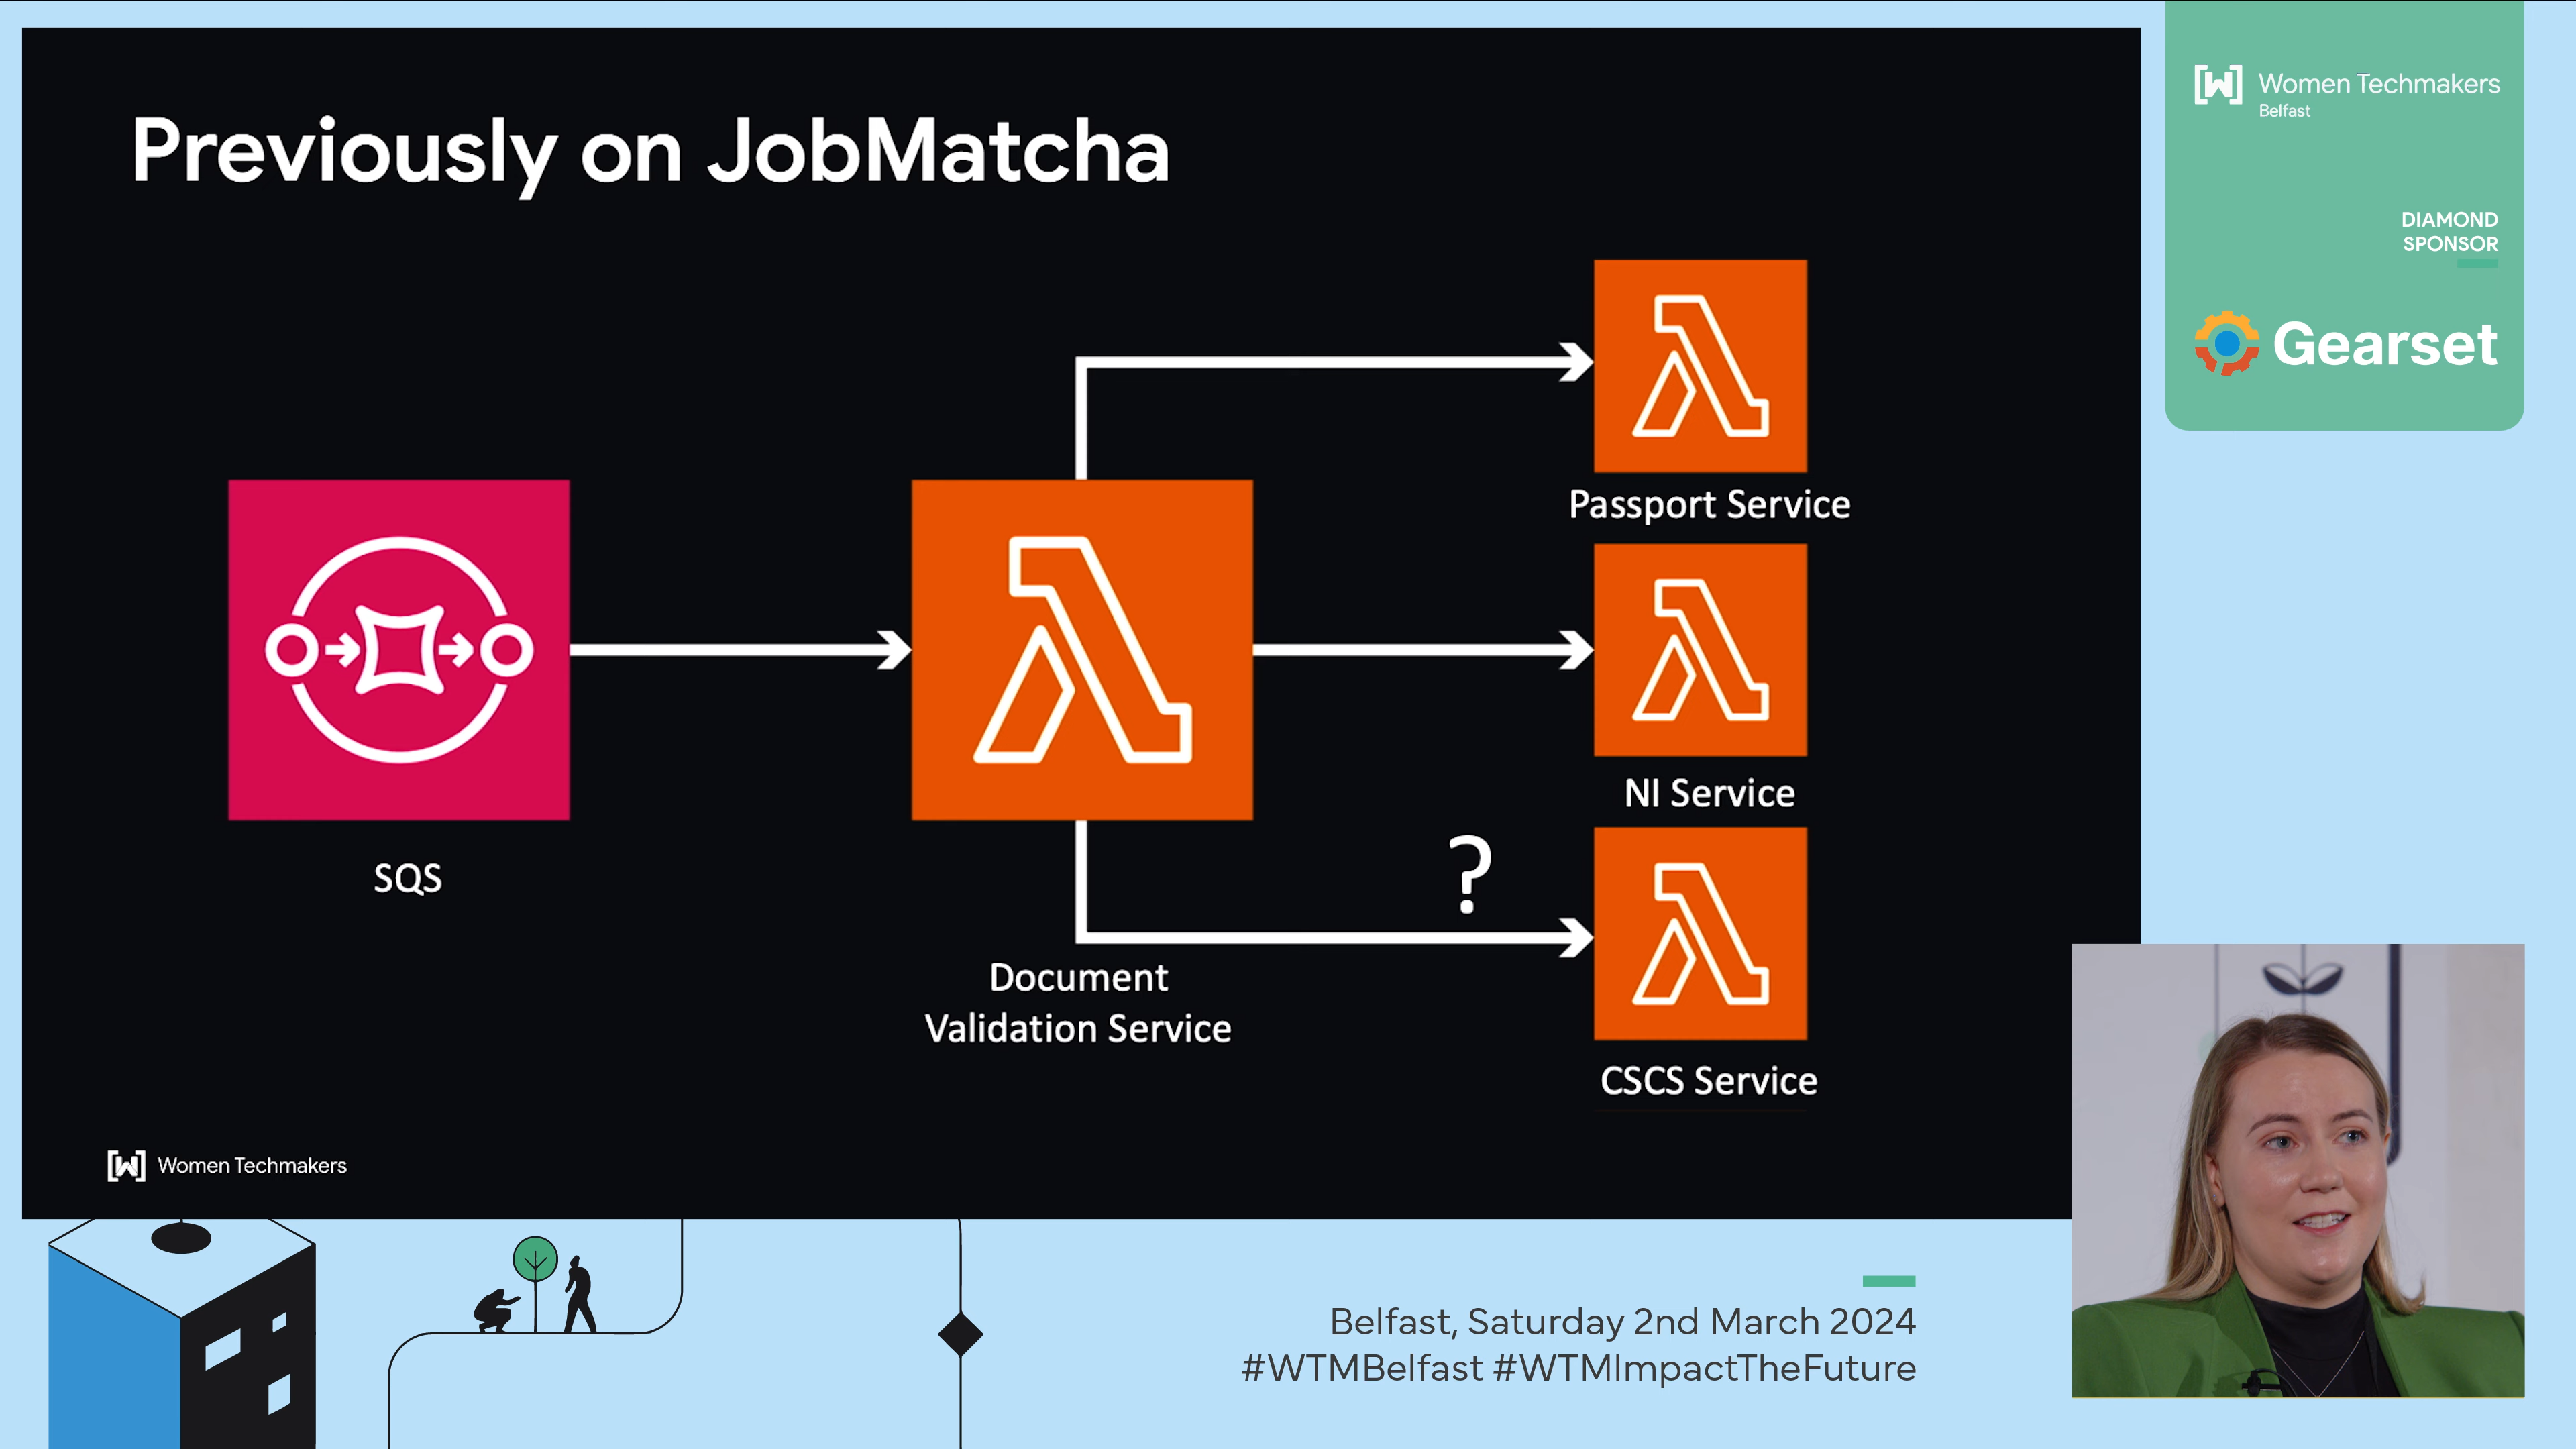 Previously on JobMatcha
SQS
Document
Validation Service
Passport Service
NI Service
?
CSCS Service
Women Techmakers
Women Techmakers
Belfast
DIAMOND
SPONSOR
Gearset
Belfast, Saturday 2nd March 2024
#WTMBelfast #WTMImpactTheFuture